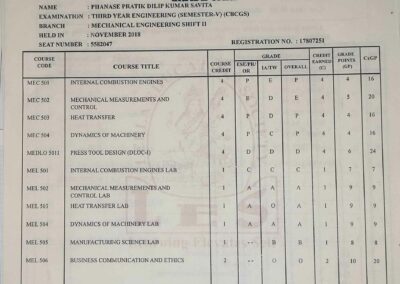 NAME : PIHANASE PRATIK DILIP KUMAR SAVITA
EXAMINATION : THIRD YEAR ENGINEERING (SEMESTER-V) (CBCGS)
BRANCH : MECHANICAL ENGINEERING SHIFT II
HELD IN : NOVEMBER 2018
SEAT NUMBER : 5582047 REGISTRATION NO. : 17807251
COURSE CODE COURSE TITLE COURSE CREDIT GRADE ESE/PR/OR IA/TW OVERALL CREDIT EARNED (C) GRADE POINTS (GP) CxGP
MEC 501 INTERNAL COMBUSTION ENGINES 4 P E P 4 4 16
MEC 502 MECHANICAL MEASUREMENTS AND CONTROL 4 E D E 4 5 20
MEC 503 HEAT TRANSFER 4 P D P 4 4 16
MEC 504 DYNAMICS OF MACHINERY 4 P C P 4 4 16
MEDLO 5011 PRESS TOOL DESIGN (DLOC-I) 4 D D D 4 6 24
MEL 501 INTERNAL COMBUSTION ENGINES LAB 1 C C C 1 7 7
MEL 502 MECHANICAL MEASUREMENTS AND CONTROL LAB 1 A A A 1 9 9
MEL 503 HEAT TRANSFER LAB 1 A O A 1 9 9
MEL 504 DYNAMICS OF MACHINERY LAB 1 A A A 1 9 9
MEL 505 MANUFACTURING SCIENCE LAB 1 B B 1 8 8
MEL 506 BUSINESS COMMUNICATION AND ETHICS 2 -- O O 2 10 20